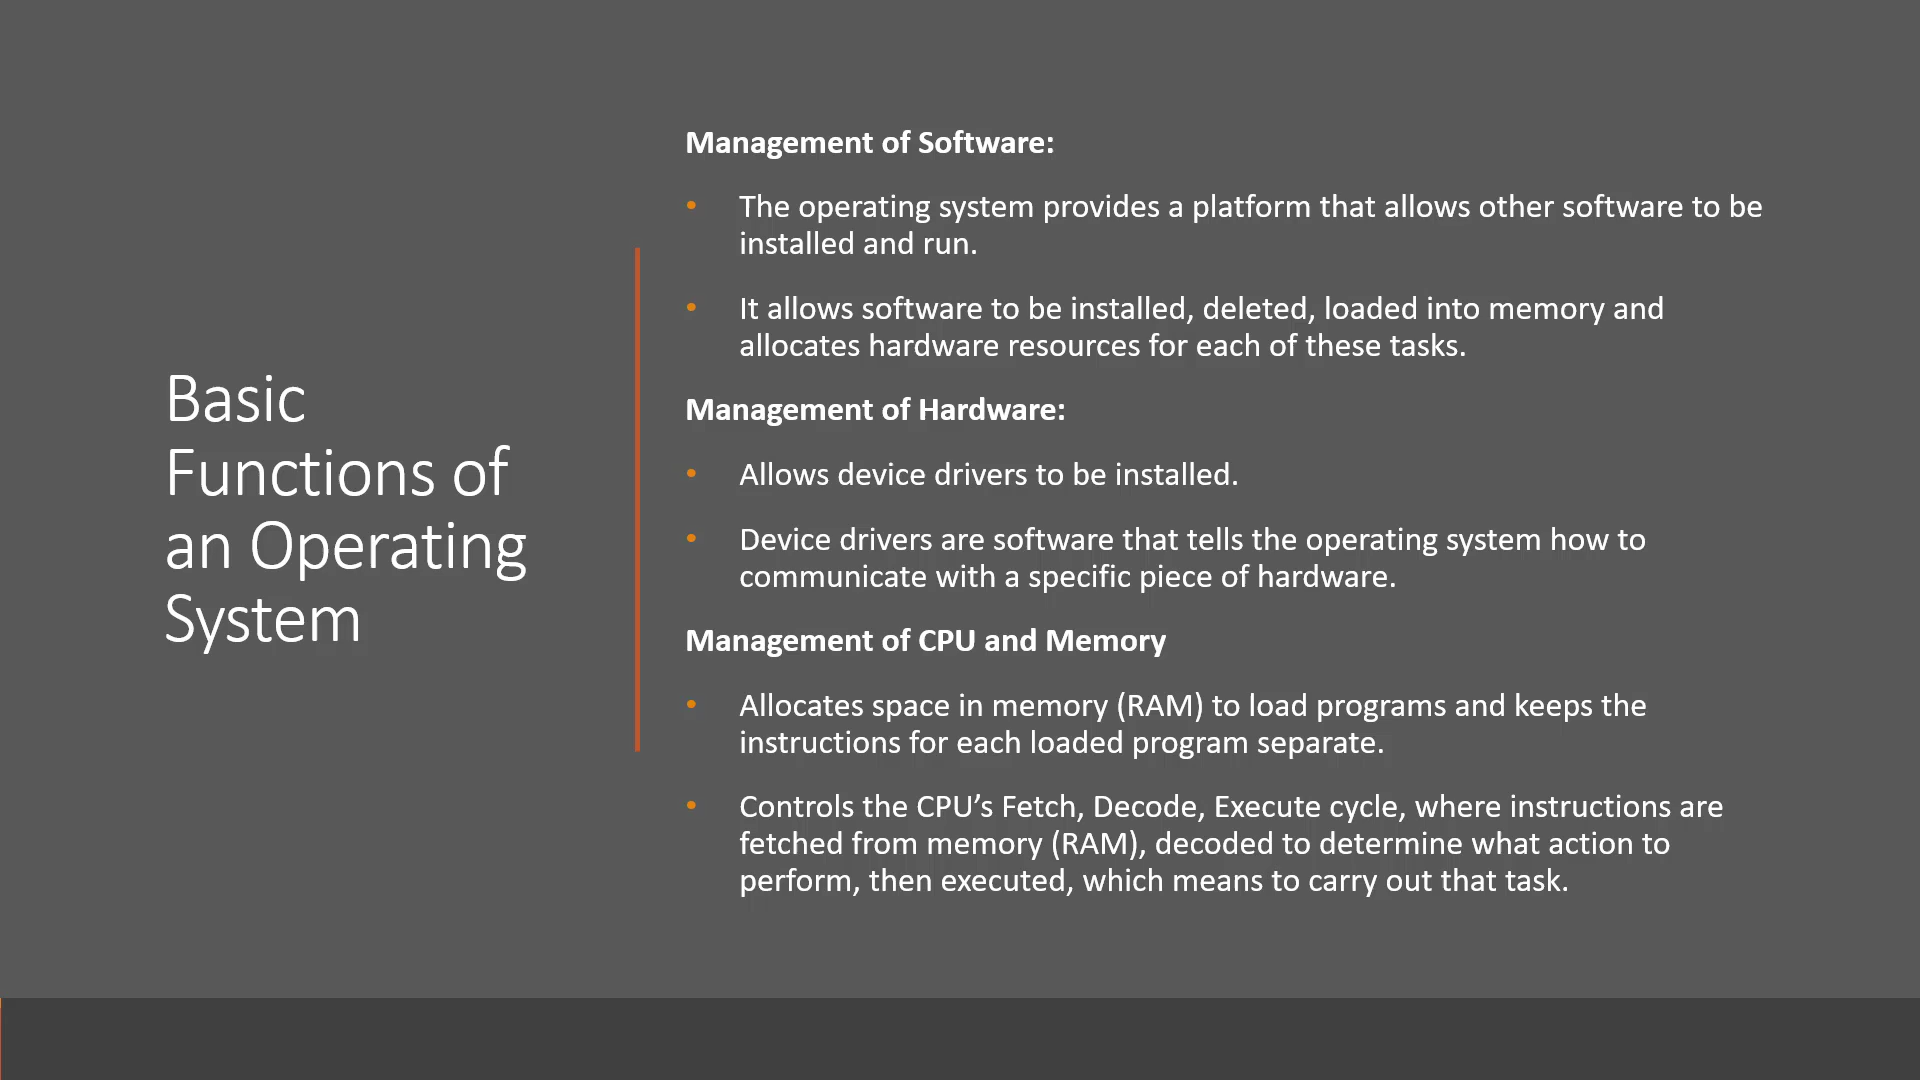 Basic
Functions of
an Operating
System
Management of Software:
• The operating system provides a platform that allows other software to be
installed and run.
• It allows software to be installed, deleted, loaded into memory and
allocates hardware resources for each of these tasks.
Management of Hardware:
• Allows device drivers to be installed.
• Device drivers are software that tells the operating system how to
communicate with a specific piece of hardware.
Management of CPU and Memory
• Allocates space in memory (RAM) to load programs and keeps the
instructions for each loaded program separate.
• Controls the CPU’s Fetch, Decode, Execute cycle, where instructions are
fetched from memory (RAM), decoded to determine what action to
perform, then executed, which means to carry out that task.